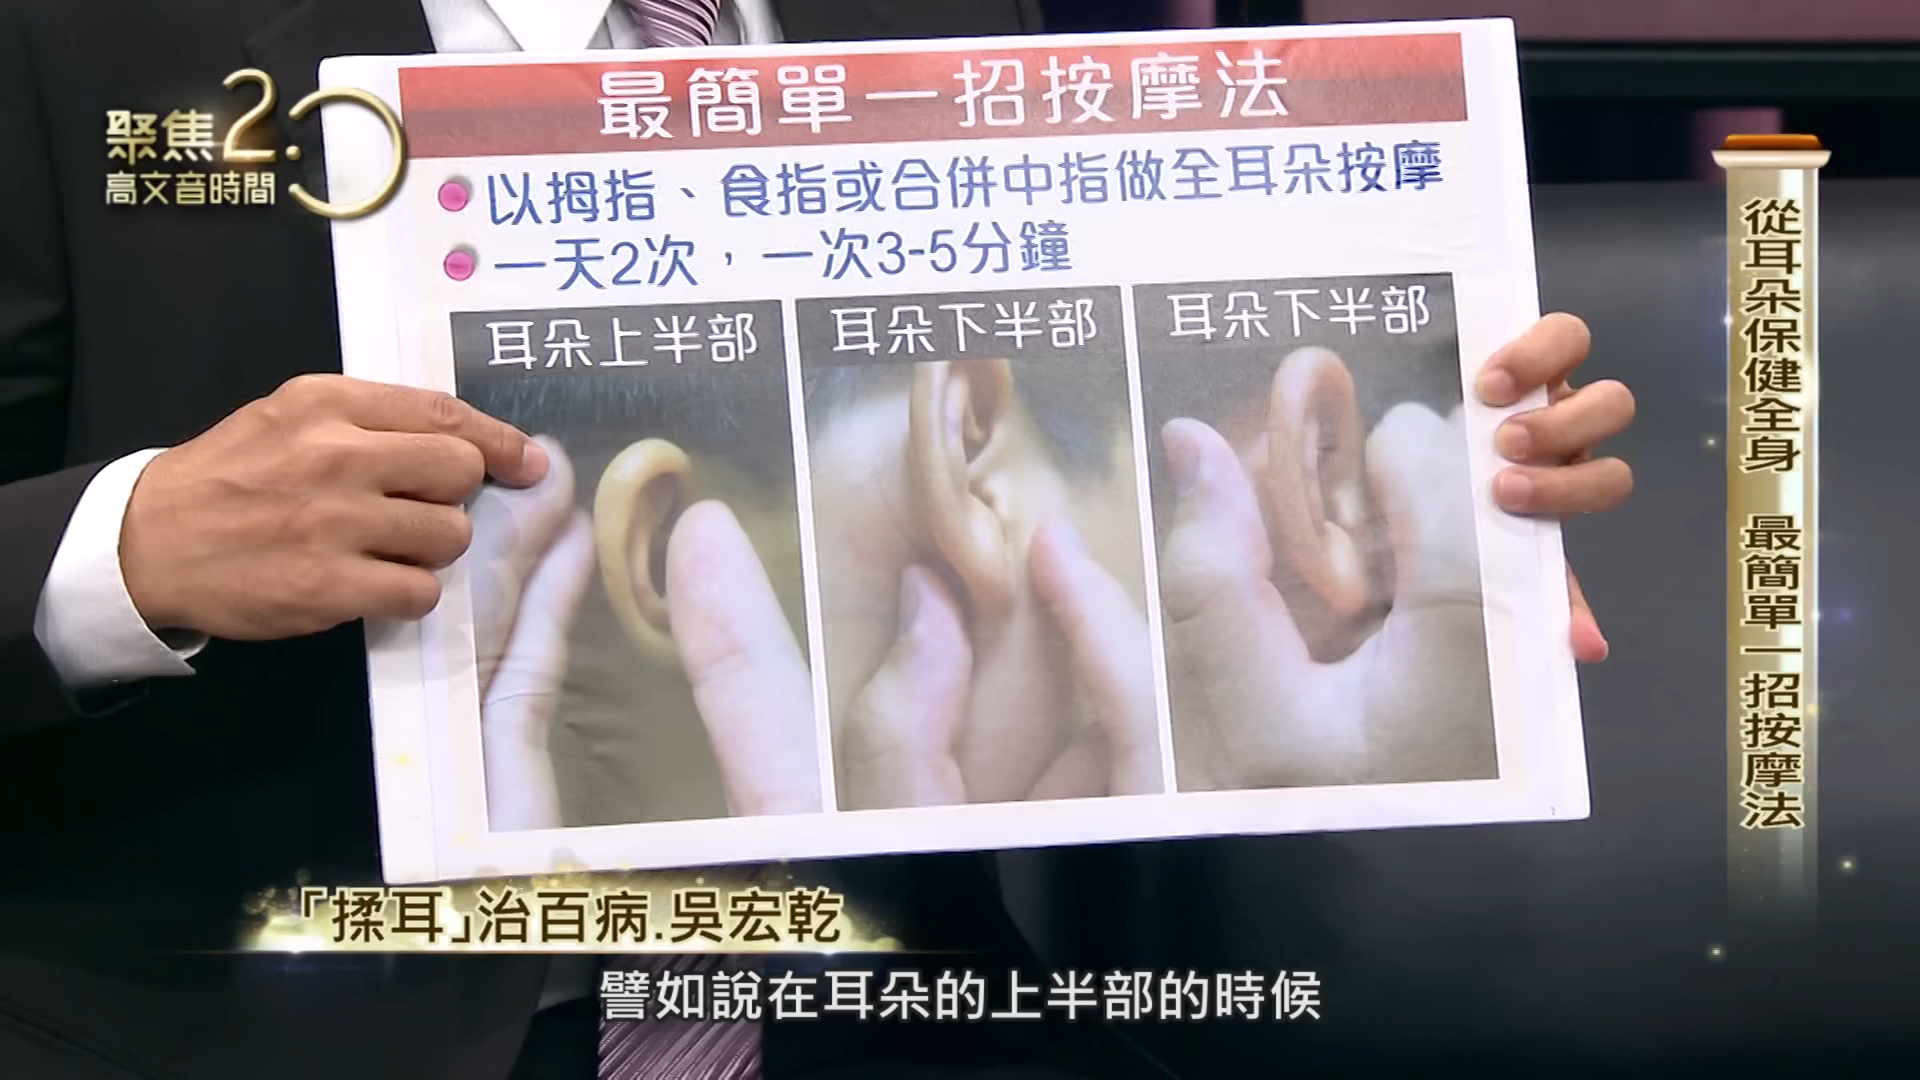 聚焦2.0
高文音時間
最簡單一招按摩法
以拇指、食指或合併中指做全耳朵按摩
一天2次，一次3-5分鐘
耳朵上半部
耳朵下半部
耳朵下半部
從耳朵保健全身 最簡單一招按摩法
「揉耳」治百病.吳宏乾
譬如說在耳朵的上半部的時候